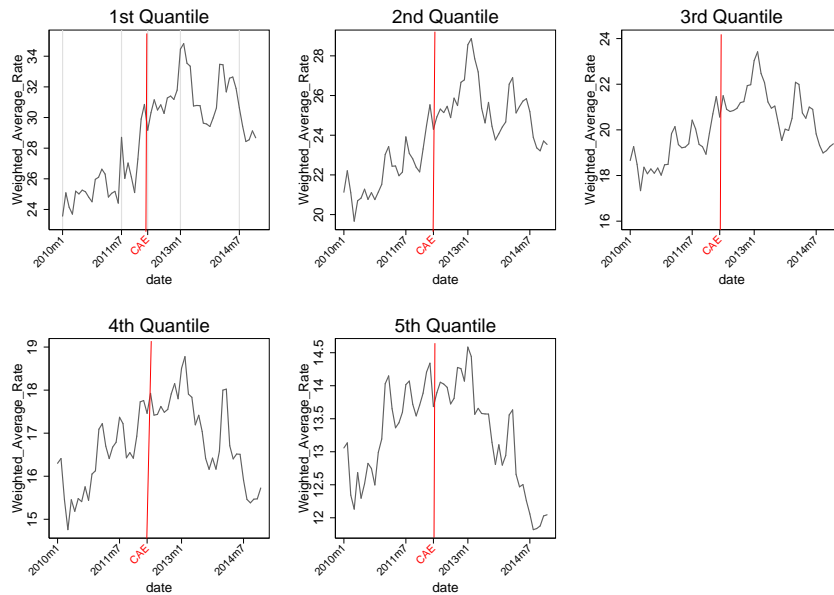 1st Quantile
Weighted_Average_Rate
24
26
28
30
32
34
2010m1
2011m7
CAE
2013m1
2014m7
date
2nd Quantile
Weighted_Average_Rate
20
22
24
26
28
2010m1
2011m7
CAE
2013m1
2014m7
date
3rd Quantile
Weighted_Average_Rate
16
18
20
22
24
2010m1
2011m7
CAE
2013m1
2014m7
date
4th Quantile
Weighted_Average_Rate
15
16
17
18
19
2010m1
2011m7
CAE
2013m1
2014m7
date
5th Quantile
Weighted_Average_Rate
12
12.5
13
13.5
14
14.5
2010m1
2011m7
CAE
2013m1
2014m7
date